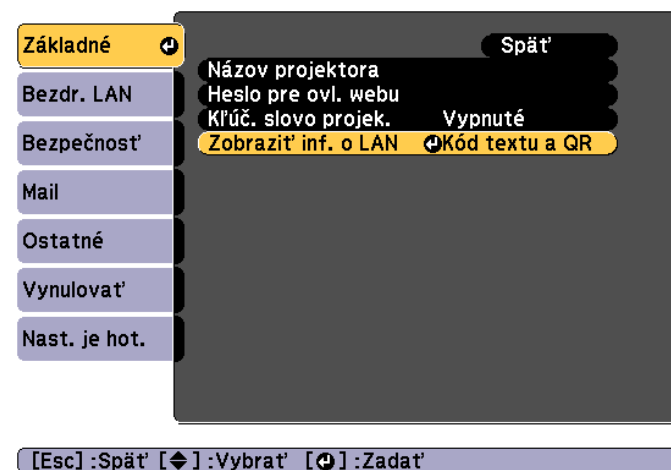 Základné
Bezdr. LAN
Bezpečnosť
Mail
Ostatné
Vynulovať
Nast. je hot.
Späť
Názov projektora
Heslo pre ovl. webu
Kľúč. slovo projek. Vypnuté
Zobraziť inf. o LAN Kód textu a QR
[Esc] :Späť [◆] :Vybrať [↵] :Zadať